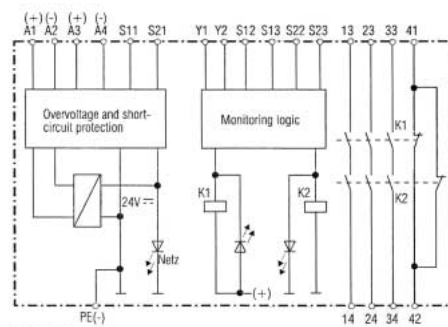 (+) (-) (+) (-)
A1 A2 A3 A4 S11 S21 Y1 Y2 S12 S13 S22 S23 13 23 33 41
Overvoltage and short-
circuit protection
Monitoring logic
K1
K2
24V
K1
K2
Netz
(+)
PE(-)
14 24 34 42